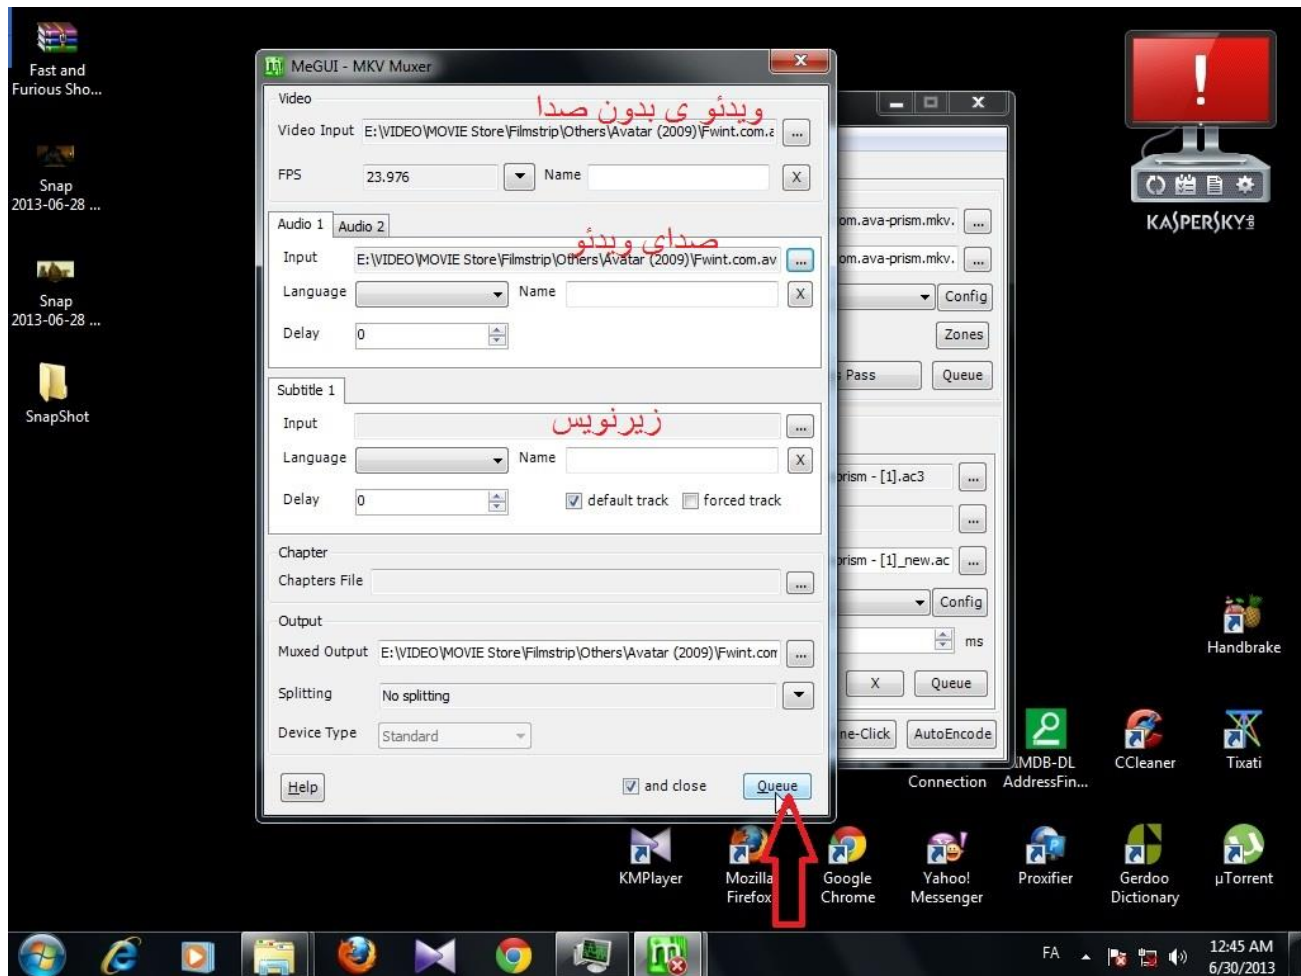 Fast and
Furious Sho...
Snap
2013-06-28 ...
Snap
2013-06-28 ...
SnapShot
MeGUI - MKV Muxer
Video
ویدئو ی بدون صدا
Video Input E:\VIDEO\MOVIE Store\Filmstrip\Others\Avatar (2009)\Fwint.com.a ...
FPS 23.976 Name X
Audio 1 Audio 2
صدای ویدئو
Input E:\VIDEO\MOVIE Store\Filmstrip\Others\Avatar (2009)\Fwint.com.av ...
Language Name X
Delay 0
Subtitle 1
زیرنویس
Input ...
Language Name X
Delay 0 default track forced track
Chapter
Chapters File ...
Output
Muxed Output E:\VIDEO\MOVIE Store\Filmstrip\Others\Avatar (2009)\Fwint.com ...
Splitting No splitting
Device Type Standard
Help and close Queue
X
om.ava-prism.mkv. ...
om.ava-prism.mkv. ...
Config
Zones
Pass Queue
prism - [1].ac3 ...
...
prism - [1]_new.ac ...
Config
ms
X Queue
ne-Click AutoEncode
KASPERSKY
Handbrake
Connection
IMDB-DL
AddressFin...
CCleaner
Tixati
KMPlayer
Mozilla
Firefox
Google
Chrome
Yahoo!
Messenger
Proxifier
Gerdoo
Dictionary
µTorrent
FA
12:45 AM
6/30/2013